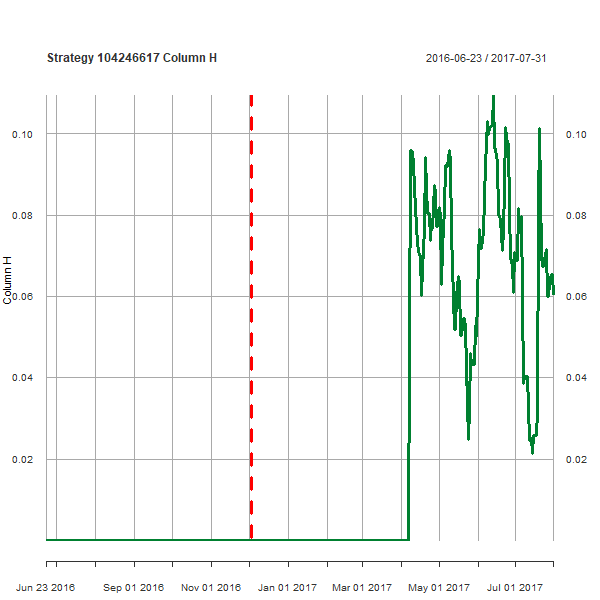 Strategy 104246617 Column H
2016-06-23 / 2017-07-31
0.10 0.10
0.08 0.08
Column H
0.06 0.06
0.04 0.04
0.02 0.02
Jun 23 2016 Sep 01 2016 Nov 01 2016 Jan 01 2017 Mar 01 2017 May 01 2017 Jul 01 2017